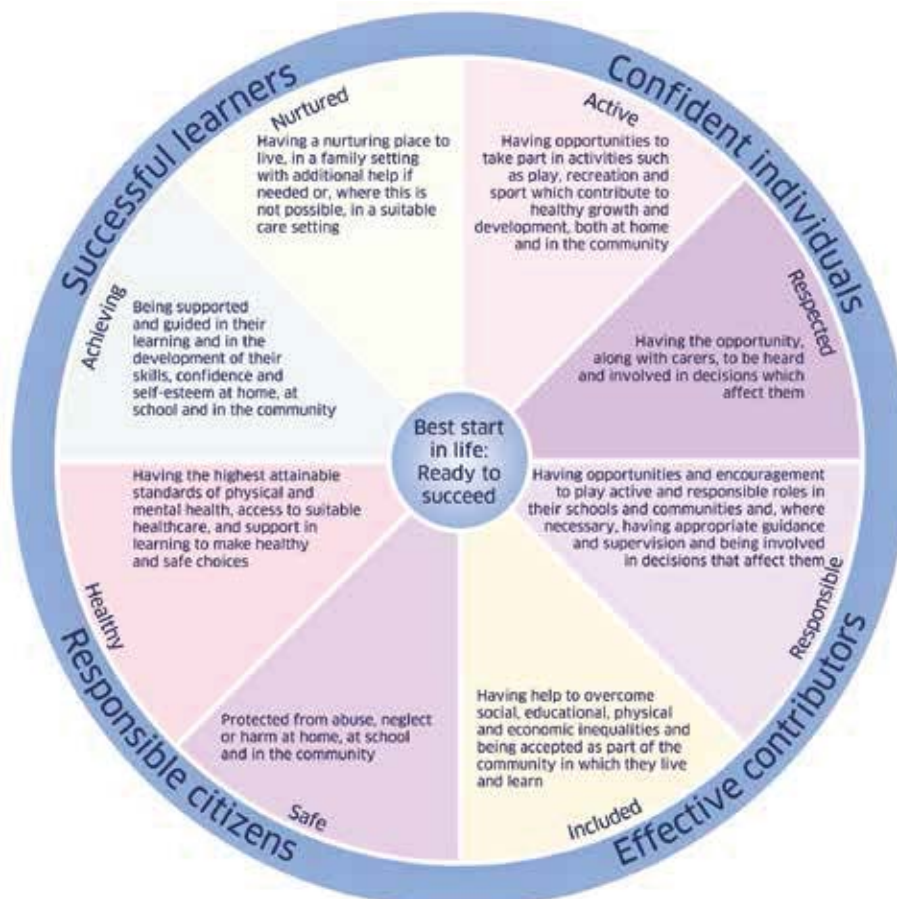 Successful learners
Confident individuals
Nurtured
Having a nurturing place to
live, in a family setting
with additional help if
needed or, where this is
not possible, in a suitable
care setting
Active
Having opportunities to
take part in activities such
as play, recreation and
sport which contribute to
healthy growth and
development, both at home
and in the community
Achieving
Being supported
and guided in their
learning and in the
development of their
skills, confidence and
self-esteem at home, at
school and in the community
Respected
Having the opportunity,
along with carers, to be heard
and involved in decisions which
affect them
Best start
in life:
Ready to
succeed
Having the highest attainable
standards of physical and
mental health, access to suitable
healthcare, and support in
learning to make healthy
and safe choices
Healthy
Having opportunities and encouragement
to play active and responsible roles in
their schools and communities and, where
necessary, having appropriate guidance
and supervision and being involved
in decisions that affect them
Responsible
Protected from abuse, neglect
or harm at home, at school
and in the community
Safe
Having help to overcome
social, educational, physical
and economic inequalities and
being accepted as part of the
community in which they live
and learn
Included
Responsible citizens
Effective contributors